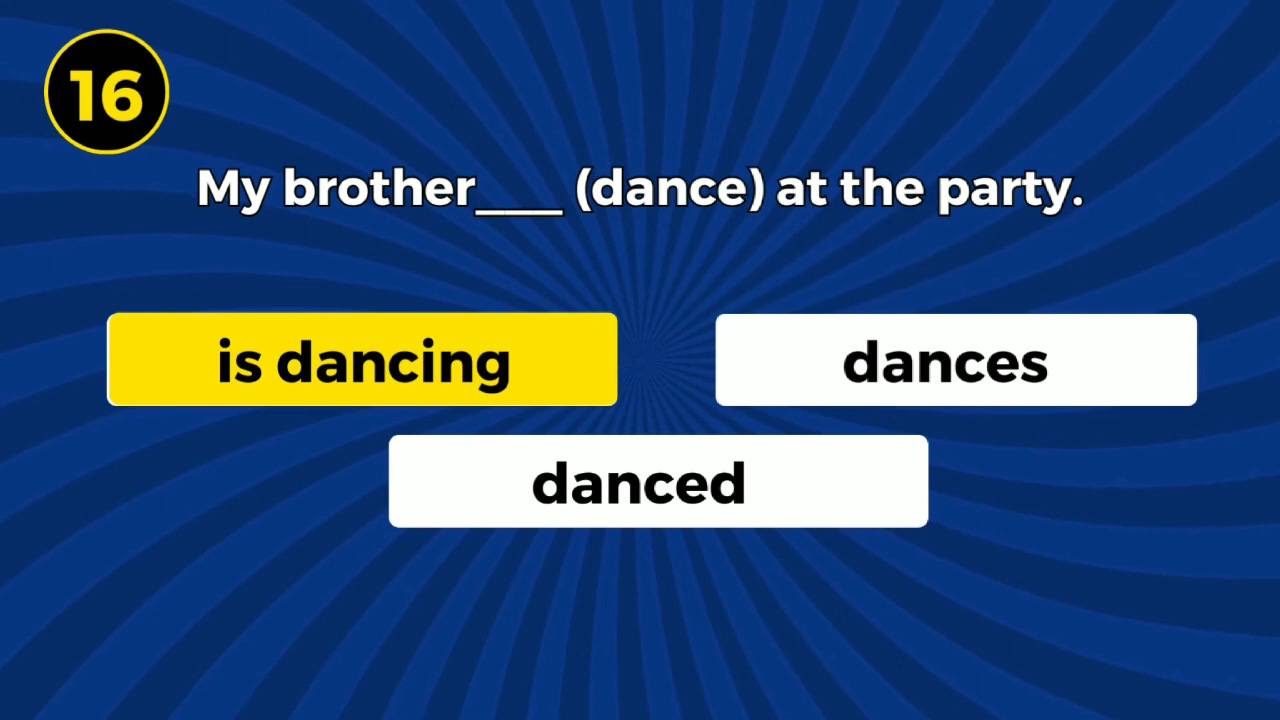 16
My brother___ (dance) at the party.
is dancing
dances
danced